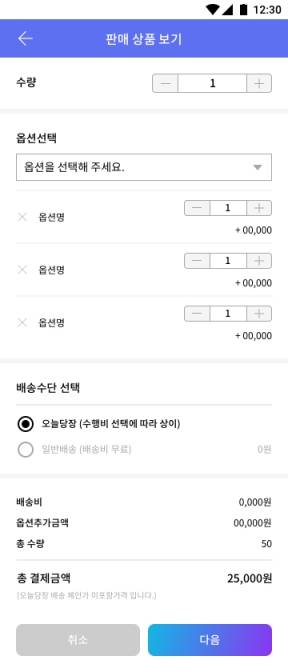 12:30
판매 상품 보기
수량 1
옵션선택
옵션을 선택해 주세요.
옵션명 1
+ 00,000
옵션명 1
+ 00,000
옵션명 1
+ 00,000
배송수단 선택
오늘당장 (수행비 선택에 따라 상이)
일반배송 (배송비 무료) 0원
배송비 0,000원
옵션추가금액 00,000원
총 수량 50
총 결제금액 25,000원
(오늘당장 배송 제안가 미포함가격 입니다.)
취소 다음